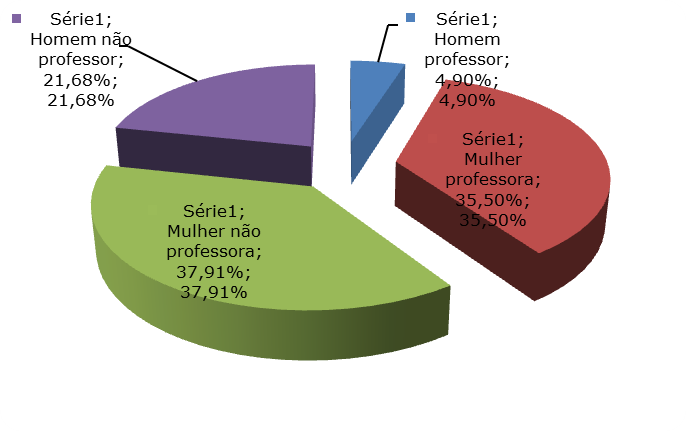 Série1;
Homem não
professor;
21,68%;
21,68%
Série1;
Homem
professor;
4,90%;
4,90%
Série1;
Mulher
professora;
35,50%;
35,50%
Série1;
Mulher não
professora;
37,91%;
37,91%